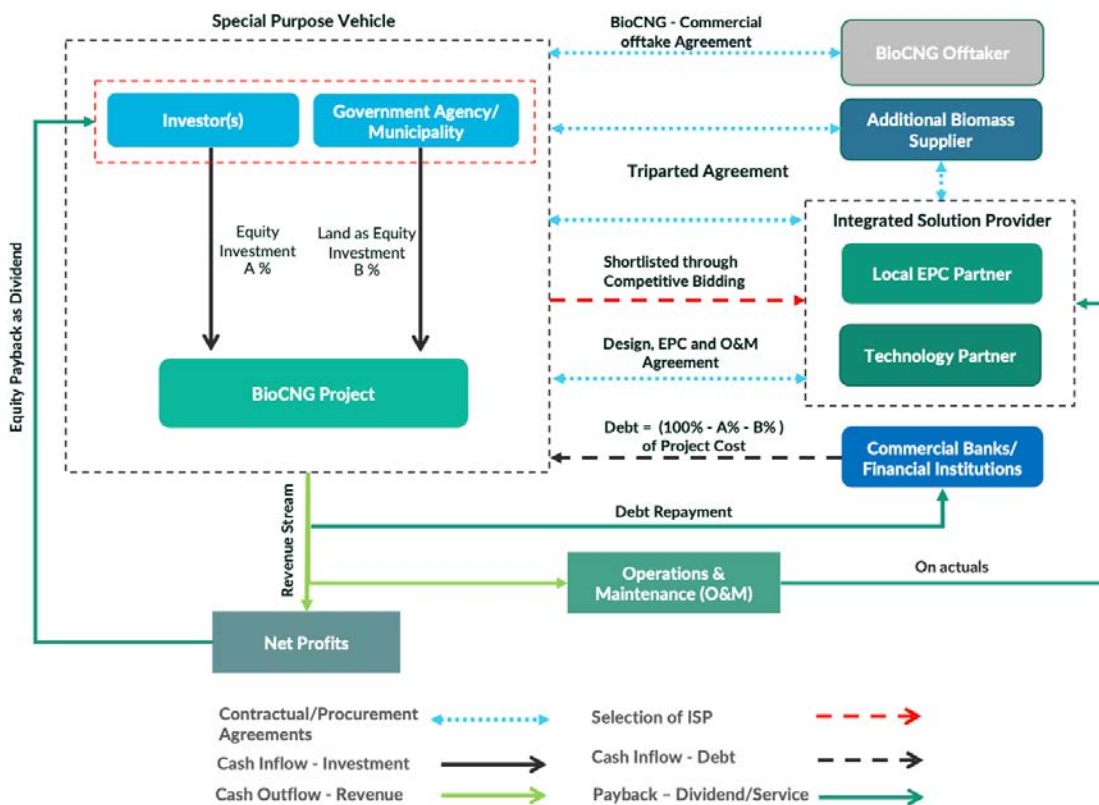 Special Purpose Vehicle
BioCNG - Commercial
offtake Agreement
BioCNG Offtaker
Investor(s)
Government Agency/
Municipality
Additional Biomass
Supplier
Triparted Agreement
Integrated Solution Provider
Equity
Investment
A %
Land as Equity
Investment
B %
Shortlisted through
Competitive Bidding
Local EPC Partner
Design, EPC and O&M
Agreement
Technology Partner
BioCNG Project
Equity Payback as Dividend
Debt = (100% - A% - B% )
of Project Cost
Commercial Banks/
Financial Institutions
Revenue Stream
Debt Repayment
Operations &
Maintenance (O&M)
On actuals
Net Profits
Contractual/Procurement
Agreements
Selection of ISP
Cash Inflow - Investment
Cash Inflow - Debt
Cash Outflow - Revenue
Payback – Dividend/Service